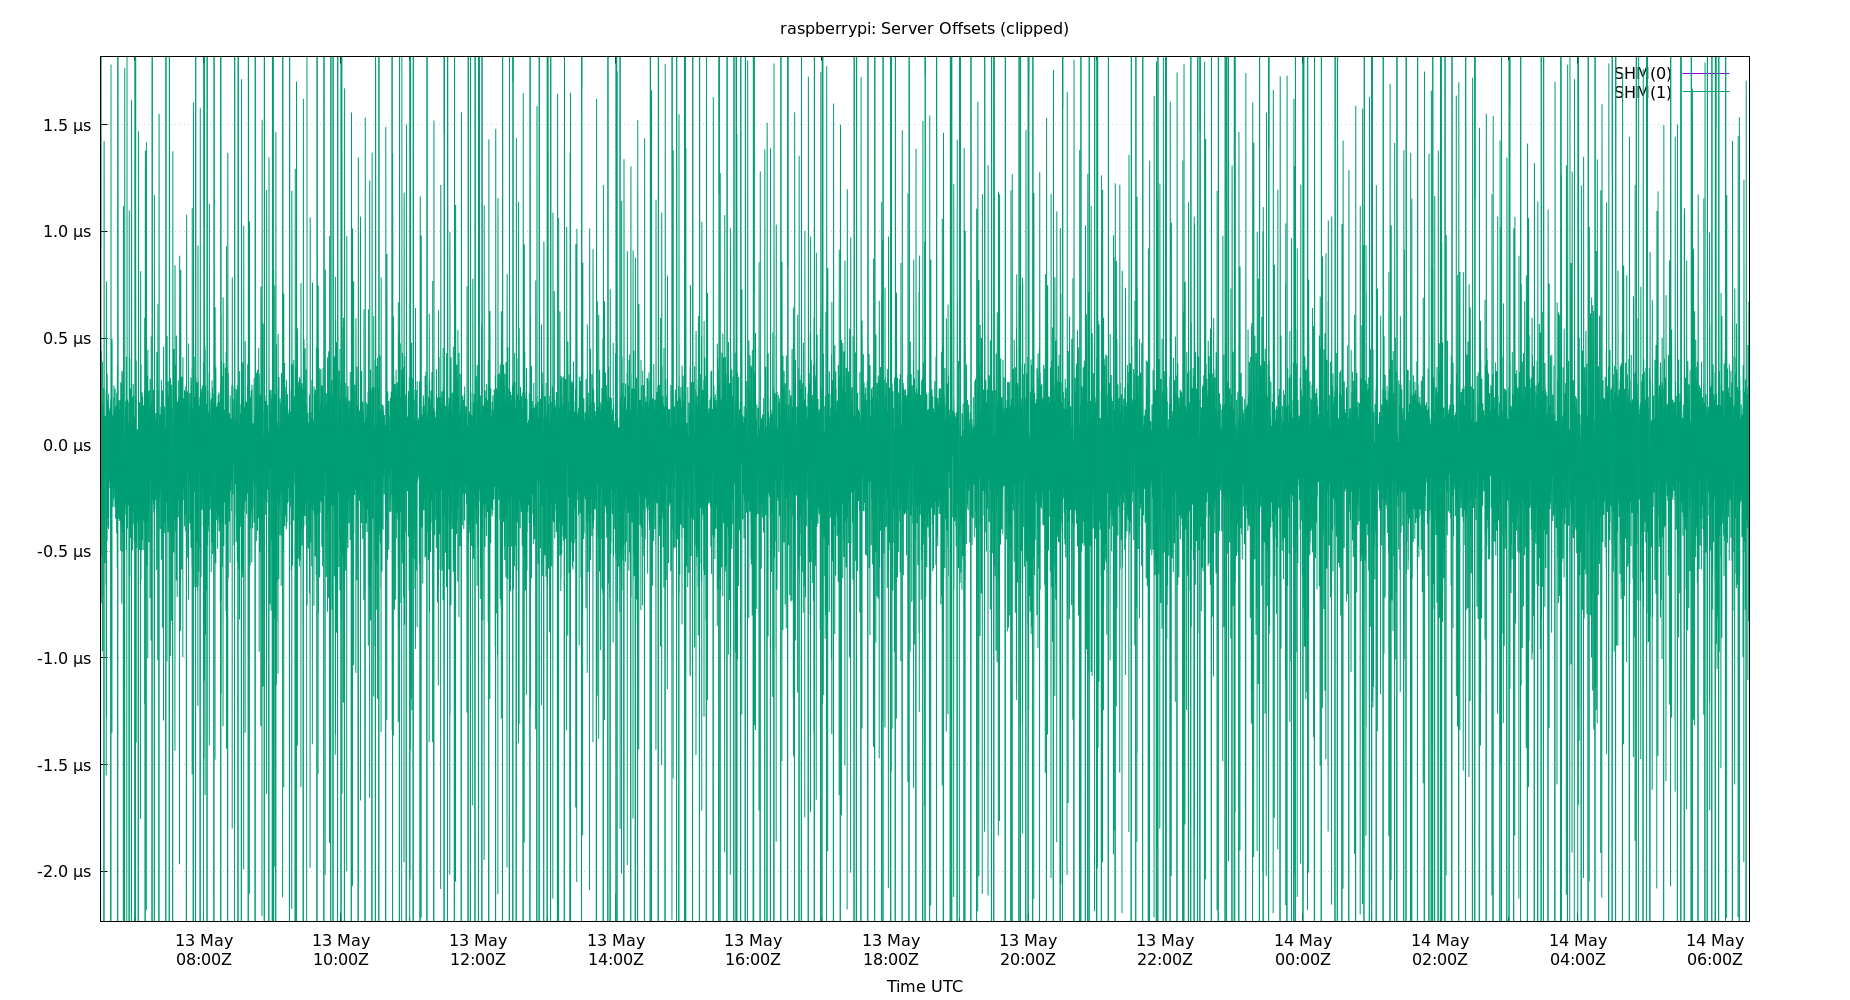 raspberrypi: Server Offsets (clipped)
SHM(0)
SHM(1)
1.5 µs
1.0 µs
0.5 µs
0.0 µs
-0.5 µs
-1.0 µs
-1.5 µs
-2.0 µs
13 May 13 May 13 May 13 May 13 May 13 May 13 May 13 May 14 May 14 May 14 May 14 May
08:00Z 10:00Z 12:00Z 14:00Z 16:00Z 18:00Z 20:00Z 22:00Z 00:00Z 02:00Z 04:00Z 06:00Z
Time UTC